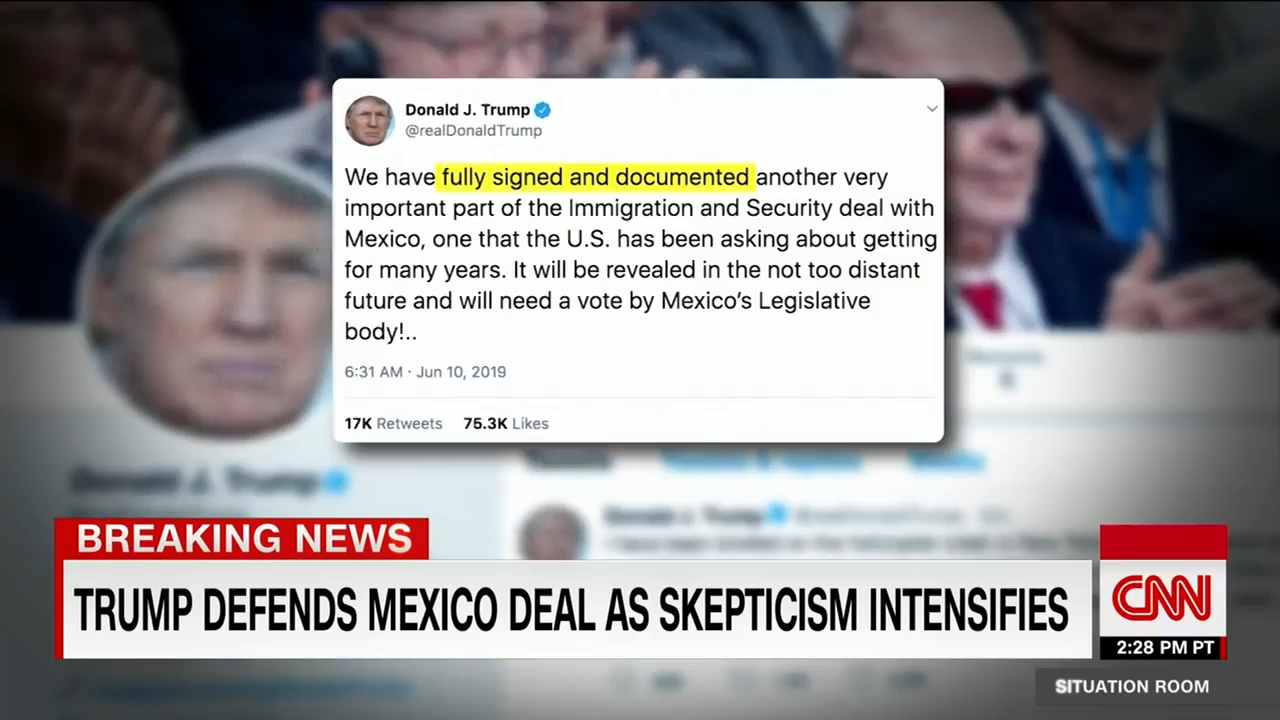 Donald J. Trump
@realDonaldTrump
We have fully signed and documented another very
important part of the Immigration and Security deal with
Mexico, one that the U.S. has been asking about getting
for many years. It will be revealed in the not too distant
future and will need a vote by Mexico’s Legislative
body!..
6:31 AM · Jun 10, 2019
17K Retweets 75.3K Likes
Donald J. Trump
Donald J. Trump
BREAKING NEWS
TRUMP DEFENDS MEXICO DEAL AS SKEPTICISM INTENSIFIES
CNN
2:28 PM PT
SITUATION ROOM